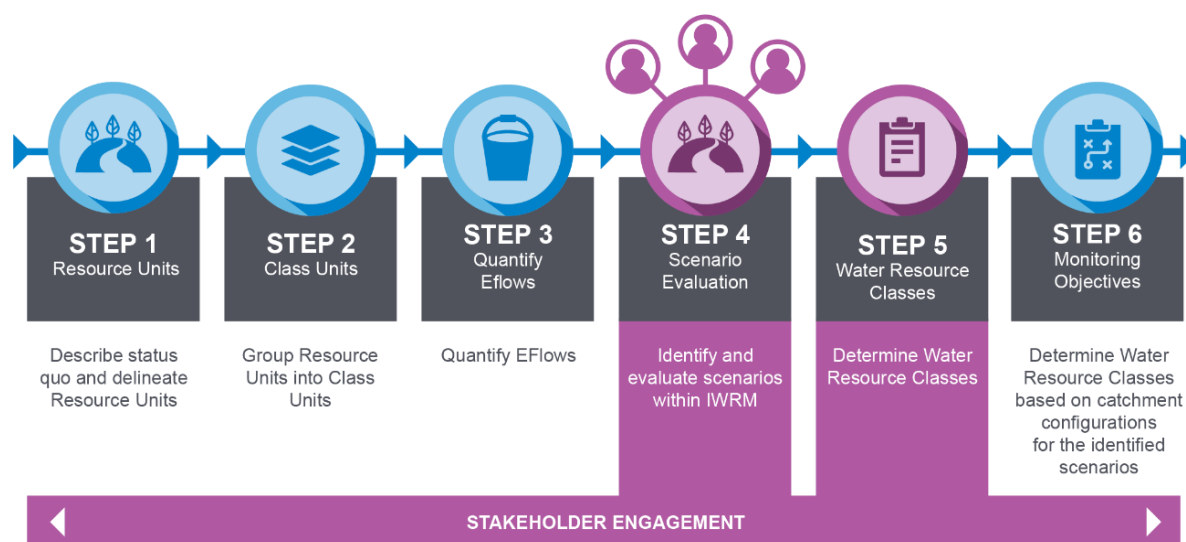 STEP 1
Resource Units
Describe status
quo and delineate
Resource Units
STEP 2
Class Units
Group Resource
Units into Class
Units
STEP 3
Quantify
Eflows
Quantify EFlows
STEP 4
Scenario
Evaluation
Identify and
evaluate scenarios
within IWRM
STEP 5
Water Resource
Classes
Determine Water
Resource Classes
STEP 6
Monitoring
Objectives
Determine Water
Resource Classes
based on catchment
configurations
for the identified
scenarios
STAKEHOLDER ENGAGEMENT